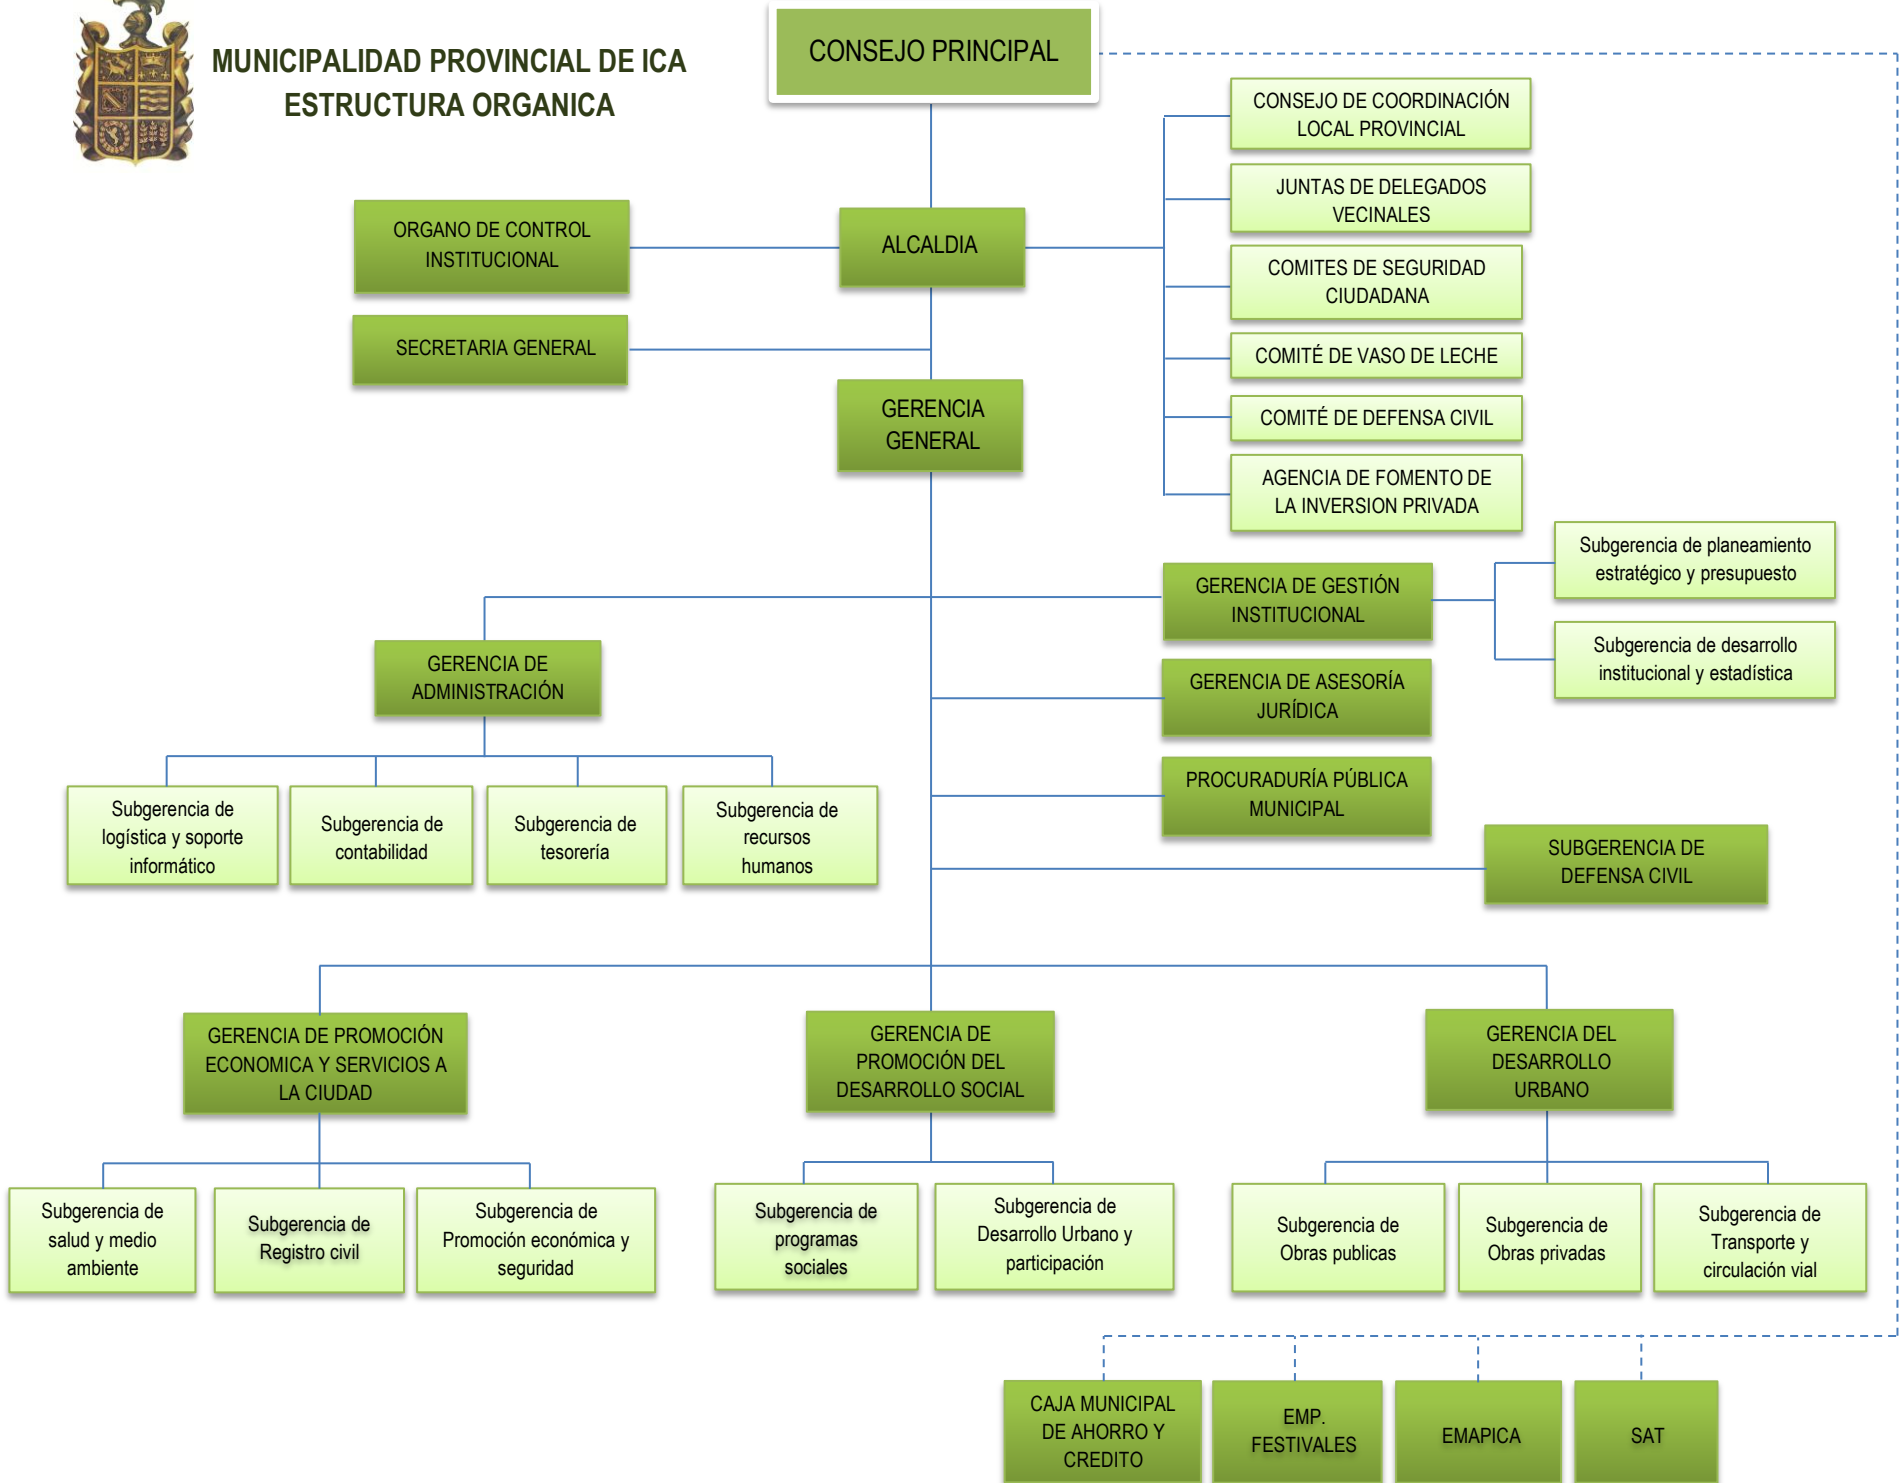 MUNICIPALIDAD PROVINCIAL DE ICA
ESTRUCTURA ORGANICA
CONSEJO PRINCIPAL
CONSEJO DE COORDINACIÓN
LOCAL PROVINCIAL
JUNTAS DE DELEGADOS
VECINALES
ORGANO DE CONTROL
INSTITUCIONAL
ALCALDIA
COMITES DE SEGURIDAD
CIUDADANA
SECRETARIA GENERAL
COMITÉ DE VASO DE LECHE
GERENCIA
GENERAL
COMITÉ DE DEFENSA CIVIL
AGENCIA DE FOMENTO DE
LA INVERSION PRIVADA
Subgerencia de planeamiento
estratégico y presupuesto
GERENCIA DE GESTIÓN
INSTITUCIONAL
Subgerencia de desarrollo
institucional y estadística
GERENCIA DE
ADMINISTRACIÓN
GERENCIA DE ASESORÍA
JURÍDICA
PROCURADURÍA PÚBLICA
MUNICIPAL
Subgerencia de
logística y soporte
informático
Subgerencia de
contabilidad
Subgerencia de
tesorería
Subgerencia de
recursos
humanos
SUBGERENCIA DE
DEFENSA CIVIL
GERENCIA DE PROMOCIÓN
ECONOMICA Y SERVICIOS A
LA CIUDAD
GERENCIA DE
PROMOCIÓN DEL
DESARROLLO SOCIAL
GERENCIA DEL
DESARROLLO
URBANO
Subgerencia de
salud y medio
ambiente
Subgerencia de
Registro civil
Subgerencia de
Promoción económica y
seguridad
Subgerencia de
programas
sociales
Subgerencia de
Desarrollo Urbano y
participación
Subgerencia de
Obras publicas
Subgerencia de
Obras privadas
Subgerencia de
Transporte y
circulación vial
CAJA MUNICIPAL
DE AHORRO Y
CREDITO
EMP.
FESTIVALES
EMAPICA
SAT